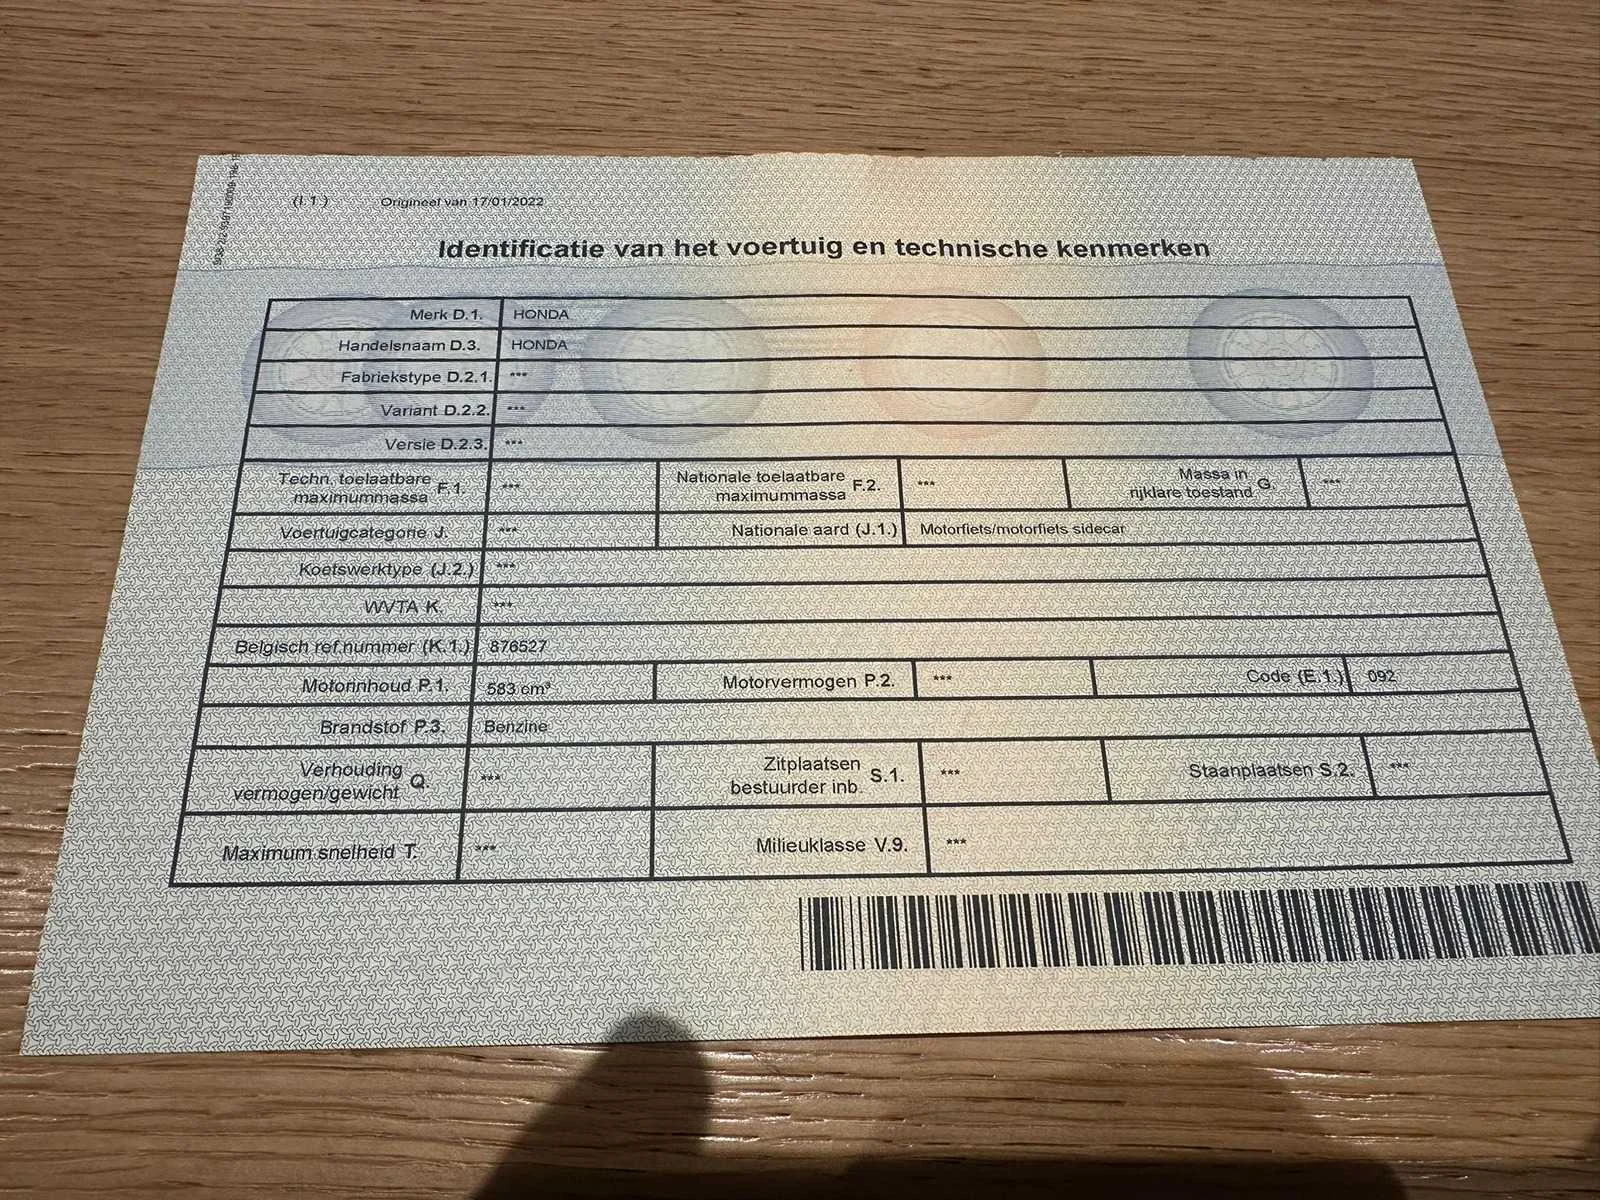 (I.1.) Origineel van 17/01/2022
Identificatie van het voertuig en technische kenmerken
Merk D.1. HONDA
Handelsnaam D.3. HONDA
Fabriekstype D.2.1. ***
Variant D.2.2. ***
Versie D.2.3. ***
Techn. toelaatbare maximummassa F.1. *** Nationale toelaatbare maximummassa F.2. *** Massa in rijklare toestand G. ***
Voertuigcategorie J. *** Nationale aard (J.1.) Motorfiets/motorfiets sidecar
Koetswerktype (J.2.) ***
WVTA K. ***
Belgisch ref.nummer (K.1.) 876527
Motorinhoud P.1. 583 cm³ Motorvermogen P.2. *** Code (E.1.) 092
Brandstof P.3. Benzine
Verhouding vermogen/gewicht Q. *** Zitplaatsen bestuurder inb. S.1. *** Staanplaatsen S.2. ***
Maximum snelheid T. *** Milieuklasse V.9. ***